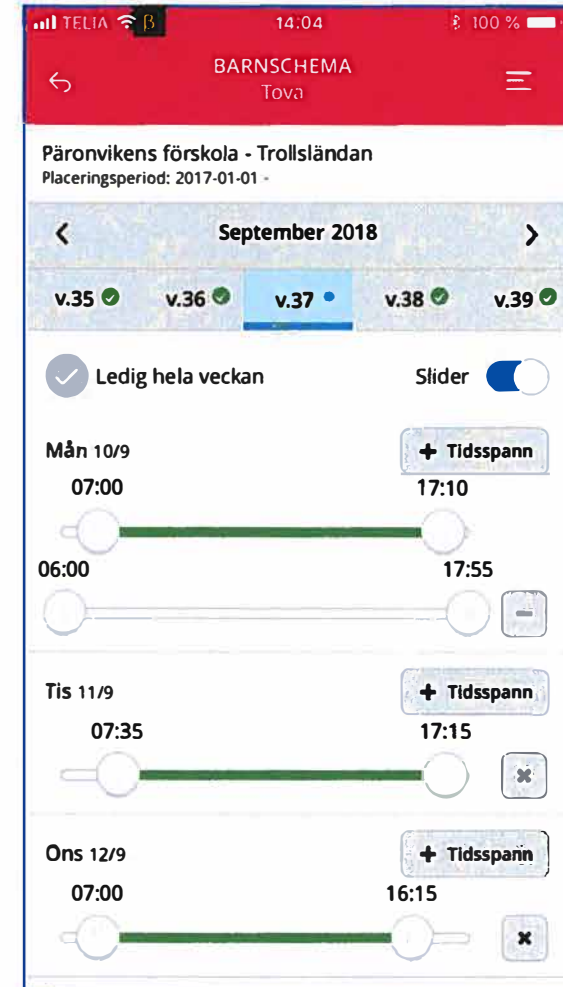 TELIA β 14:04 100 %
BARNSCHEMA
Tova
Päronvikens förskola - Trollsländan
Placeringsperiod: 2017-01-01 -
September 2018
v.35 v.36 v.37 v.38 v.39
Ledig hela veckan Slider
Mån 10/9 + Tidsspann
07:00 17:10
06:00 17:55
Tis 11/9 + Tidsspann
07:35 17:15
Ons 12/9 + Tidsspann
07:00 16:15